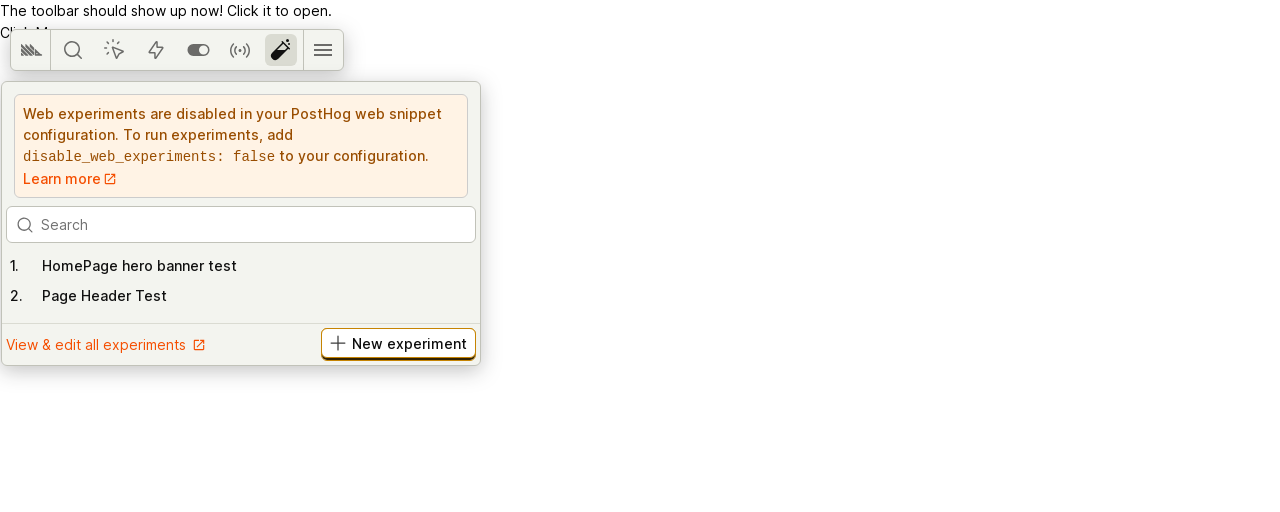 The toolbar should show up now! Click it to open.
Web experiments are disabled in your PostHog web snippet
configuration. To run experiments, add
disable_web_experiments: false to your configuration.
Learn more
Search
1. HomePage hero banner test
2. Page Header Test
View & edit all experiments
New experiment